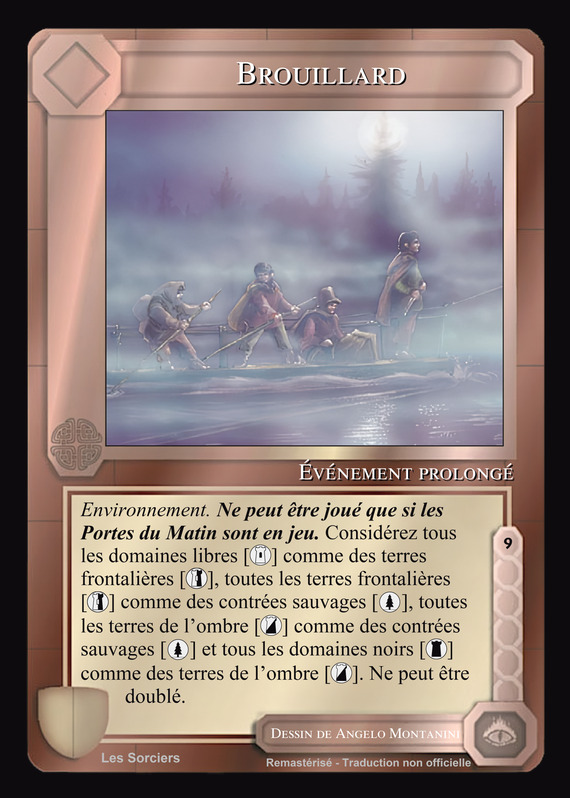 Brouillard
Événement prolongé
Environnement. Ne peut être joué que si les
Portes du Matin sont en jeu. Considérez tous
les domaines libres [] comme des terres
frontalières [], toutes les terres frontalières
[] comme des contrées sauvages [], toutes
les terres de l’ombre [] comme des contrées
sauvages [] et tous les domaines noirs []
comme des terres de l’ombre []. Ne peut être
doublé.
9
Dessin de Angelo Montanini
Les Sorciers
Remastérisé - Traduction non officielle